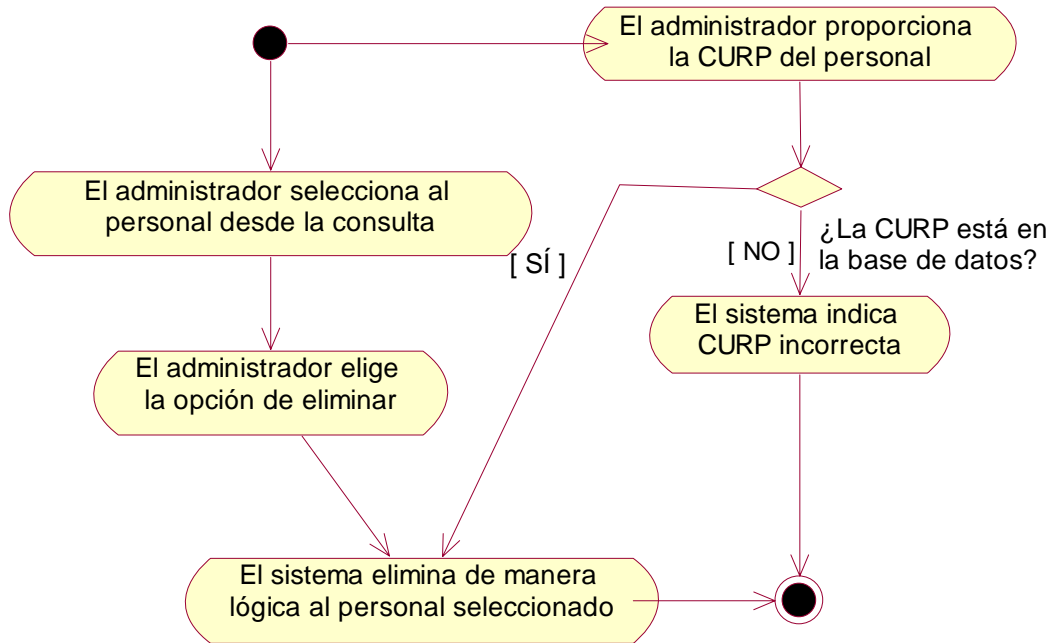 El administrador proporciona
la CURP del personal
El administrador selecciona al
personal desde la consulta
¿La CURP está en
la base de datos?
[ NO ]
[ SÍ ]
El sistema indica
CURP incorrecta
El administrador elige
la opción de eliminar
El sistema elimina de manera
lógica al personal seleccionado